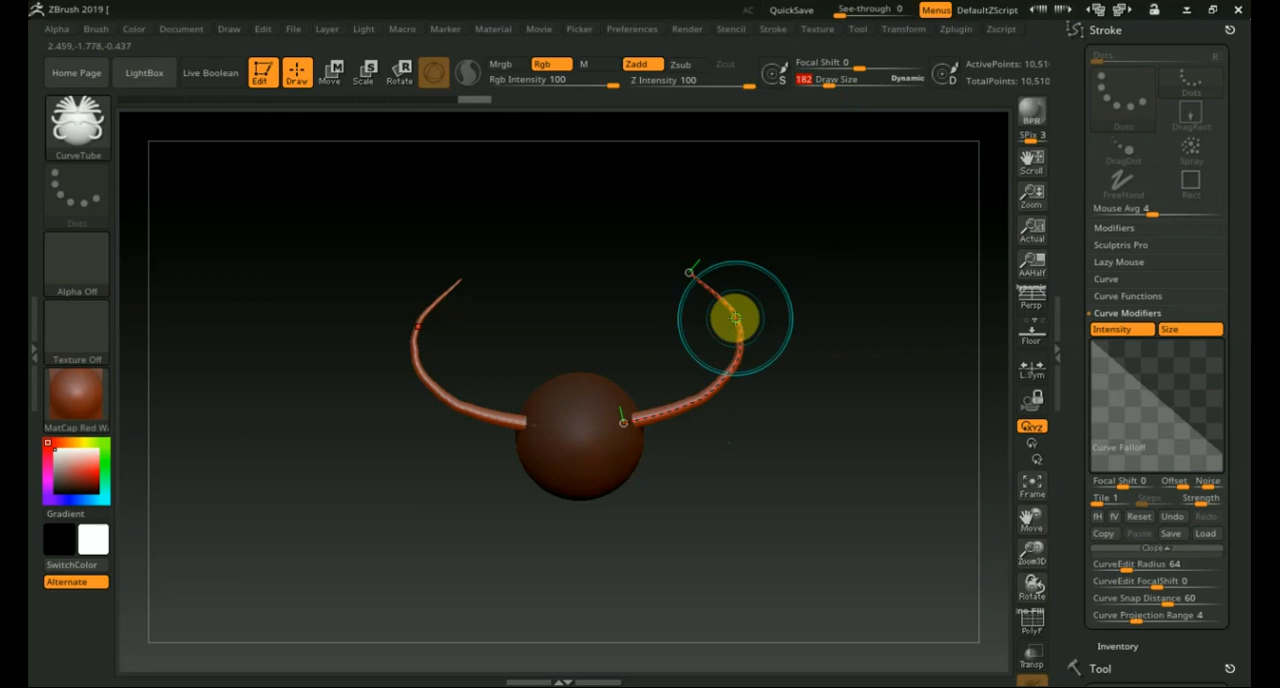 ZBrush 2019 [
AC QuickSave See-through 0 Menus DefaultZScript
Alpha Brush Color Document Draw Edit File Layer Light Macro Marker Material Movie Picker Preferences Render Stencil Stroke Texture Tool Transform Zplugin Zscript
2.459,-1.778,-0.437
Home Page LightBox Live Boolean Edit Draw Move Scale Rotate
Mrgb Rgb M Zadd Zsub Zcut
Rgb Intensity 100 Z Intensity 100
Focal Shift 0
182 Draw Size Dynamic
ActivePoints: 10,51
TotalPoints: 10,510
S
D
CurveTube
Dots
Alpha Off
Texture Off
MatCap Red W
Gradient
SwitchColor
Alternate
BPR
SPix 3
Scroll
Zoom
Actual
AAHalf
Dynamic
Persp
Floor
L.Sym
XYZ
Frame
Move
Zoom3D
Rotate
PolyF
Transp
Stroke
Dots R
Dots Dots
DragRect
DragDot Spray
FreeHand Rect
Mouse Avg 4
Modifiers
Sculptris Pro
Lazy Mouse
Curve
Curve Functions
Curve Modifiers
Intensity Size
Curve Falloff
Focal Shift 0 Offset Noise
Tile 1 Steps Strength
fH fV Reset Undo Redo
Copy Paste Save Load
Close
CurveEdit Radius 64
CurveEdit FocalShift 0
Curve Snap Distance 60
Curve Projection Range 4
Inventory
Tool